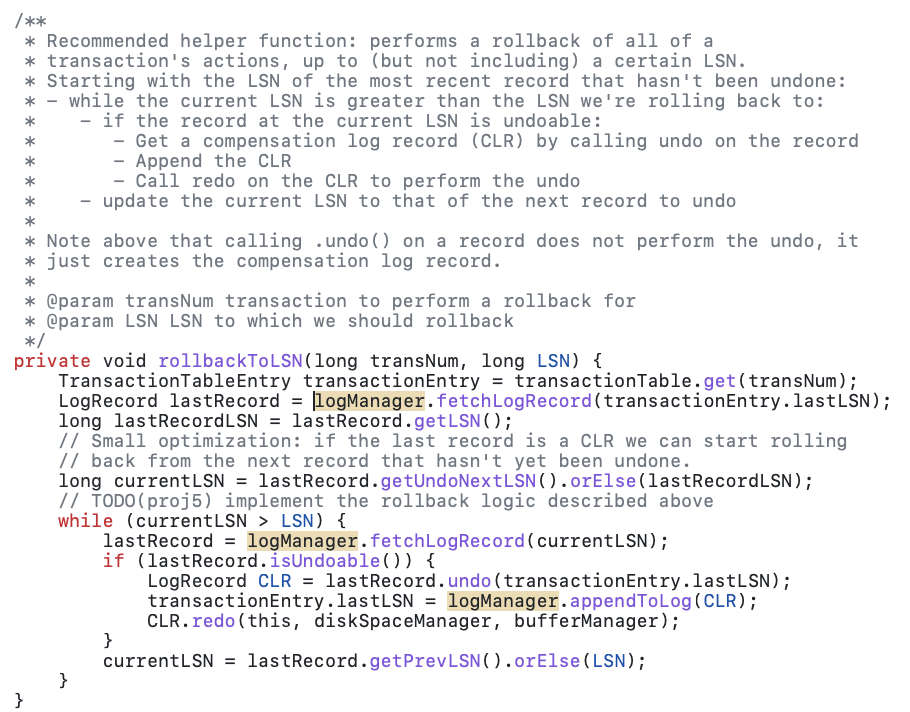 /**
 * Recommended helper function: performs a rollback of all of a
 * transaction's actions, up to (but not including) a certain LSN.
 * Starting with the LSN of the most recent record that hasn't been undone:
 * - while the current LSN is greater than the LSN we're rolling back to:
 *    - if the record at the current LSN is undoable:
 *       - Get a compensation log record (CLR) by calling undo on the record
 *       - Append the CLR
 *       - Call redo on the CLR to perform the undo
 *    - update the current LSN to that of the next record to undo
 *
 * Note above that calling .undo() on a record does not perform the undo, it
 * just creates the compensation log record.
 *
 * @param transNum transaction to perform a rollback for
 * @param LSN LSN to which we should rollback
 */
private void rollbackToLSN(long transNum, long LSN) {
    TransactionTableEntry transactionEntry = transactionTable.get(transNum);
    LogRecord lastRecord = logManager.fetchLogRecord(transactionEntry.lastLSN);
    long lastRecordLSN = lastRecord.getLSN();
    // Small optimization: if the last record is a CLR we can start rolling
    // back from the next record that hasn't yet been undone.
    long currentLSN = lastRecord.getUndoNextLSN().orElse(lastRecordLSN);
    // TODO(proj5) implement the rollback logic described above
    while (currentLSN > LSN) {
        lastRecord = logManager.fetchLogRecord(currentLSN);
        if (lastRecord.isUndoable()) {
            LogRecord CLR = lastRecord.undo(transactionEntry.lastLSN);
            transactionEntry.lastLSN = logManager.appendToLog(CLR);
            CLR.redo(this, diskSpaceManager, bufferManager);
        }
        currentLSN = lastRecord.getPrevLSN().orElse(LSN);
    }
}